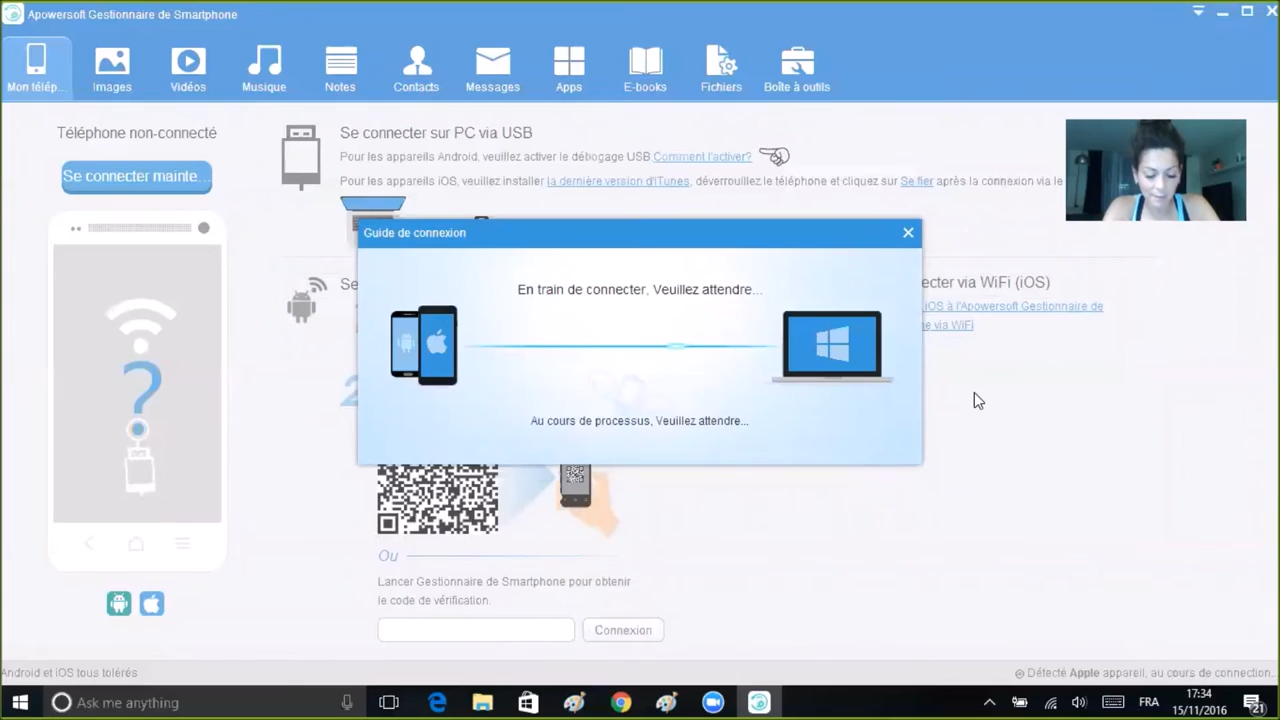 Apowersoft Gestionnaire de Smartphone
Mon télép...
Images
Vidéos
Musique
Notes
Contacts
Messages
Apps
E-books
Fichiers
Boîte à outils
Téléphone non-connecté
Se connecter mainte...
Se connecter sur PC via USB
Pour les appareils Android, veuillez activer le débogage USB Comment l'activer?
Pour les appareils iOS, veuillez installer la dernière version d'iTunes, déverrouillez le téléphone et cliquez sur Se fier après la connexion via le
Guide de connexion
En train de connecter, Veuillez attendre...
Au cours de processus, Veuillez attendre...
Se
cter via WiFi (iOS)
iOS à l'Apowersoft Gestionnaire de
e via WiFi
?
2
Ou
Lancer Gestionnaire de Smartphone pour obtenir
le code de vérification.
Connexion
Android et iOS tous tolérés
Détecté Apple appareil, au cours de connection...
Ask me anything
FRA
17:34
15/11/2016
21